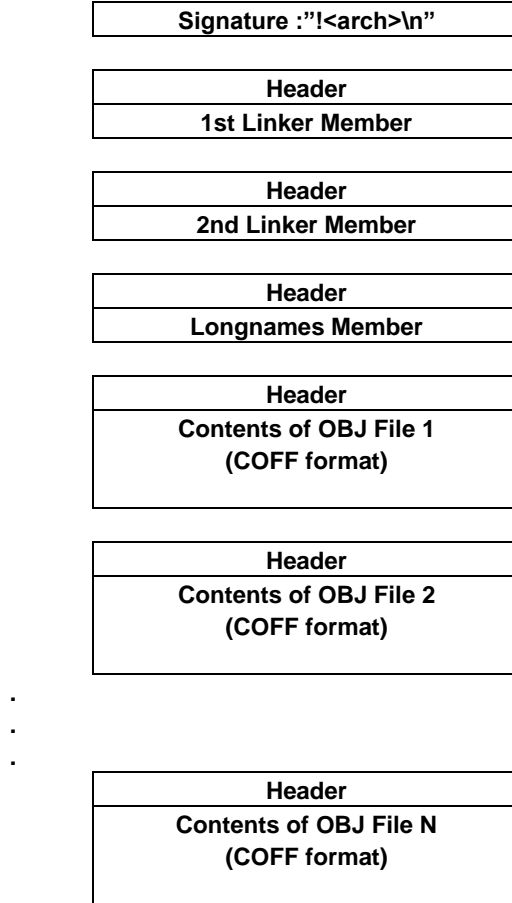 Signature :”!<arch>\n”
Header
1st Linker Member
Header
2nd Linker Member
Header
Longnames Member
Header
Contents of OBJ File 1
(COFF format)
Header
Contents of OBJ File 2
(COFF format)
.
.
.
Header
Contents of OBJ File N
(COFF format)